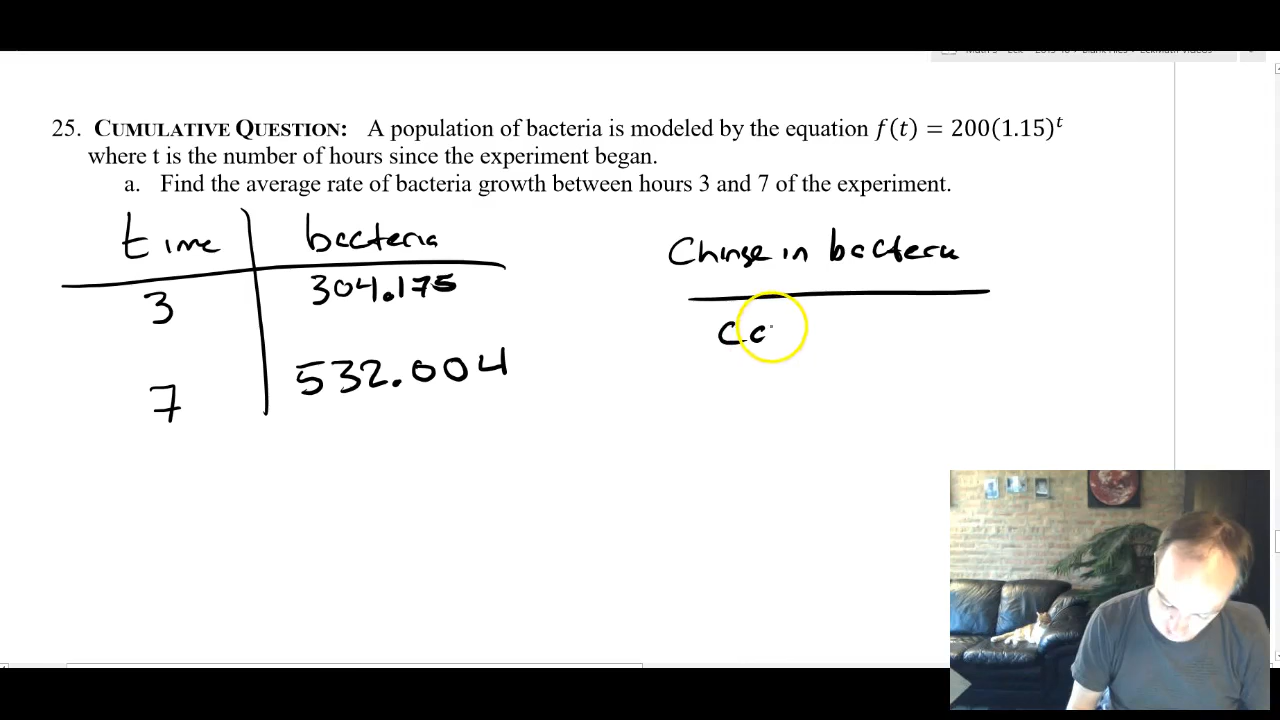 25. CUMULATIVE QUESTION: A population of bacteria is modeled by the equation f(t) = 200(1.15)^t
where t is the number of hours since the experiment began.
a. Find the average rate of bacteria growth between hours 3 and 7 of the experiment.
time bacteria
3 304.175
7 532.004
Change in bacteria